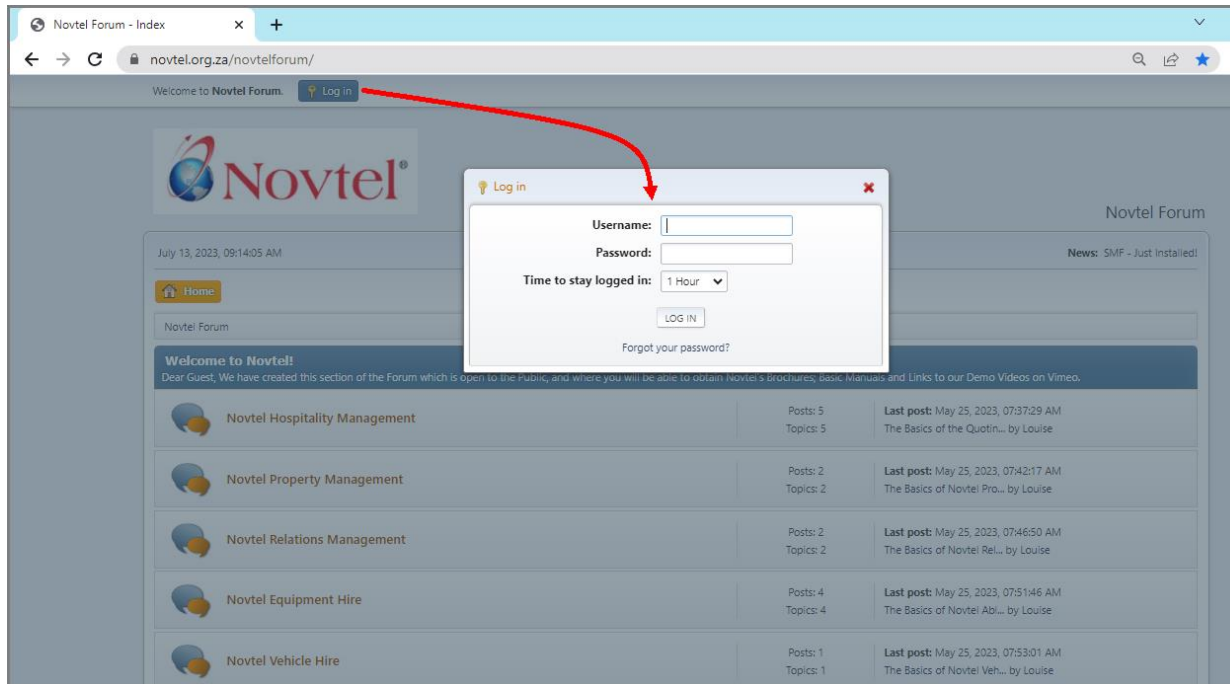 Novtel Forum - Index
novtel.org.za/novtelforum/
Welcome to Novtel Forum. Log in
Novtel®
Log in
Username:
Password:
Time to stay logged in: 1 Hour
LOG IN
Forgot your password?
Novtel Forum
July 13, 2023, 09:14:05 AM
News: SMF - Just Installed!
Home
Novtel Forum
Welcome to Novtel!
Dear Guest, We have created this section of the Forum which is open to the Public, and where you will be able to obtain Novtel's Brochures; Basic Manuals and Links to our Demo Videos on Vimeo.
Novtel Hospitality Management
Posts: 5
Topics: 5
Last post: May 25, 2023, 07:37:29 AM
The Basics of the Quotin... by Louise
Novtel Property Management
Posts: 2
Topics: 2
Last post: May 25, 2023, 07:42:17 AM
The Basics of Novtel Pro... by Louise
Novtel Relations Management
Posts: 2
Topics: 2
Last post: May 25, 2023, 07:46:50 AM
The Basics of Novtel Rel... by Louise
Novtel Equipment Hire
Posts: 4
Topics: 4
Last post: May 25, 2023, 07:51:46 AM
The Basics of Novtel Abi... by Louise
Novtel Vehicle Hire
Posts: 1
Topics: 1
Last post: May 25, 2023, 07:53:01 AM
The Basics of Novtel Veh... by Louise